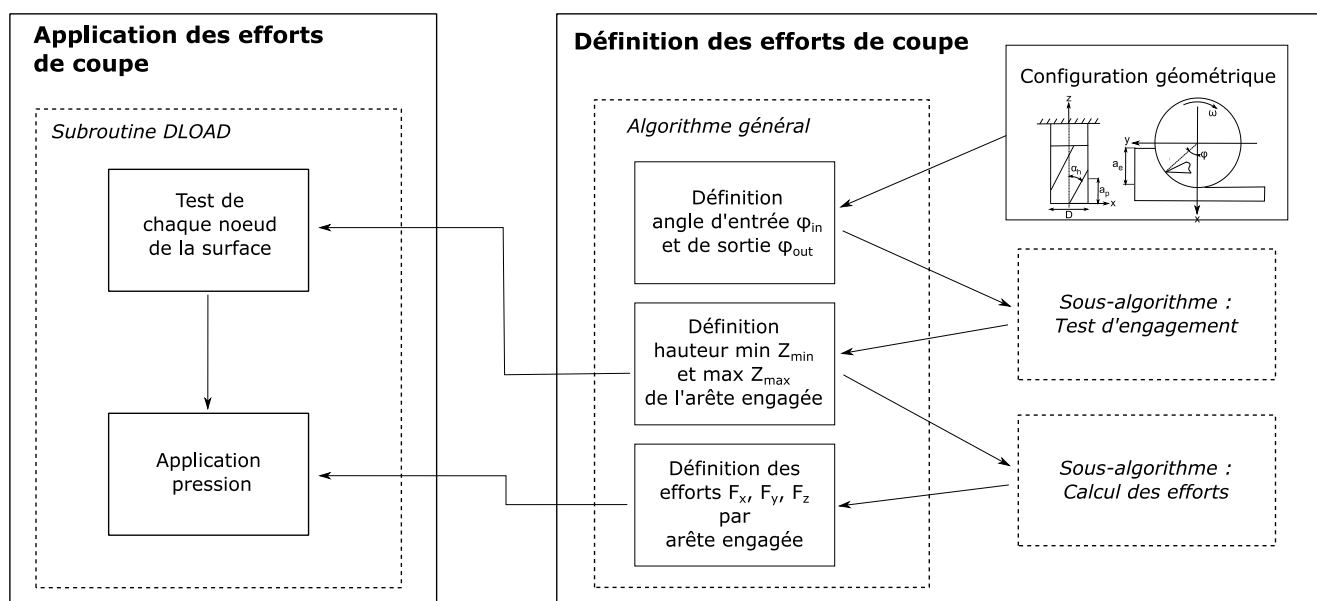 Application des efforts
de coupe
Subroutine DLOAD
Test de
chaque noeud
de la surface
Application
pression
Définition des efforts de coupe
Algorithme général
Définition
angle d'entrée φin
et de sortie φout
Définition
hauteur min Zmin
et max Zmax
de l'arête engagée
Définition des
efforts Fx, Fy, Fz
par
arête engagée
Configuration géométrique
z
αh
ap
x
D
ω
y
φ
ae
x
Sous-algorithme :
Test d'engagement
Sous-algorithme :
Calcul des efforts